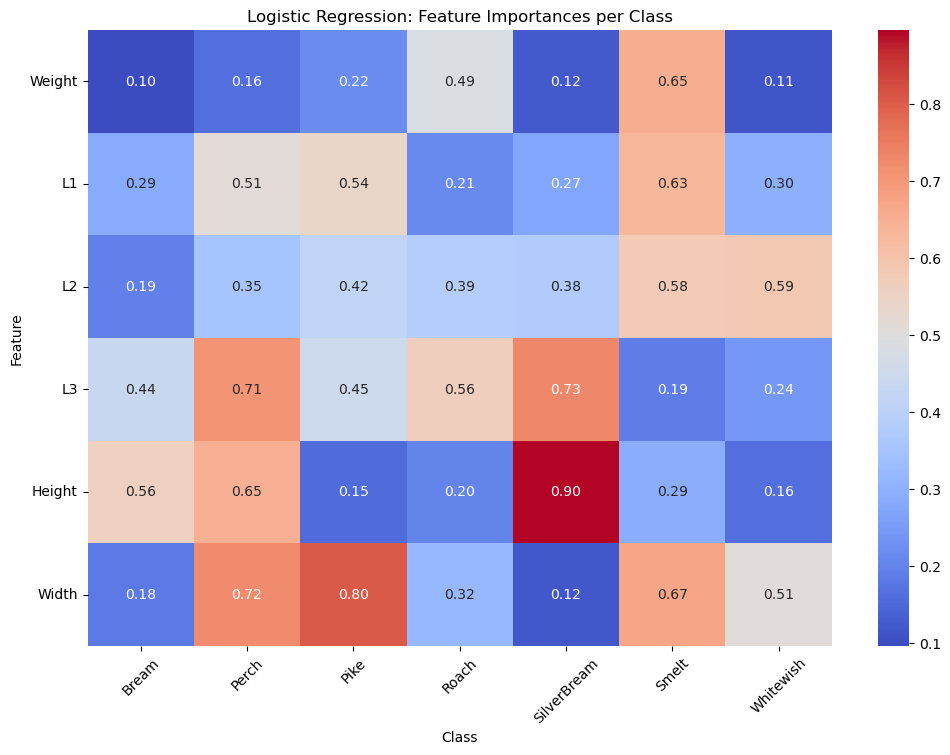 Logistic Regression: Feature Importances per Class
Weight 0.10 0.16 0.22 0.49 0.12 0.65 0.11
L1 0.29 0.51 0.54 0.21 0.27 0.63 0.30
L2 0.19 0.35 0.42 0.39 0.38 0.58 0.59
L3 0.44 0.71 0.45 0.56 0.73 0.19 0.24
Height 0.56 0.65 0.15 0.20 0.90 0.29 0.16
Width 0.18 0.72 0.80 0.32 0.12 0.67 0.51
Feature
Bream Perch Pike Roach SilverBream Smelt Whitewish
Class
0.8
0.7
0.6
0.5
0.4
0.3
0.2
0.1